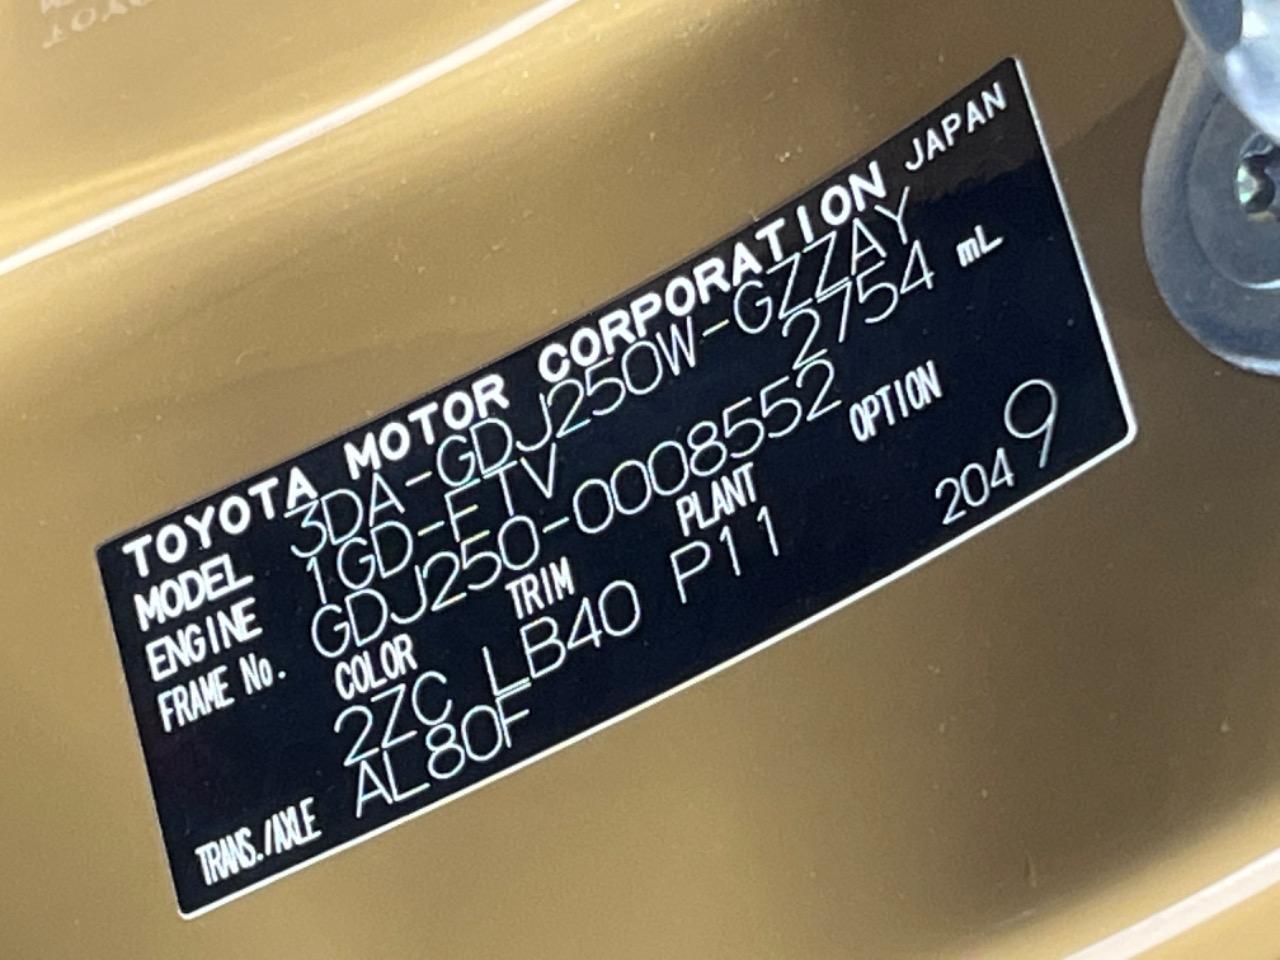 TOYOTA MOTOR CORPORATION JAPAN
MODEL 3DA-GDJ250W-GZZAY
ENGINE 1GD-FTV 2754 mL
FRAME No. GDJ250-0008552
COLOR TRIM PLANT OPTION
2ZC LB40 P11 2049
TRANS./AXLE AL80F